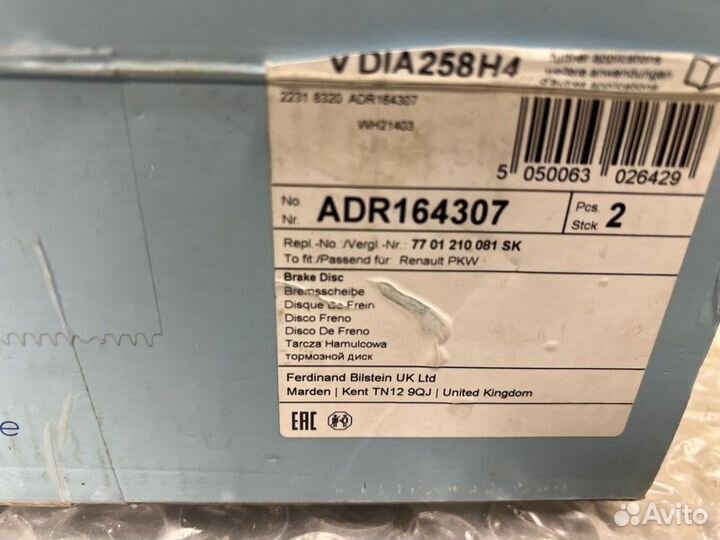 V DIA258H4
further applications
weitere anwendungen
d'autres applications
2231 8320 ADR164307
WH21403
5 050063 026429
No.
Nr. ADR164307
Pcs.
Stck. 2
Repl.-No.:/Vergl.-Nr.: 77 01 210 081 SK
To fit:/Passend für: Renault PKW
Brake Disc
Bremsscheibe
Disque De Frein
Disco Freno
Disco De Freno
Tarcza Hamulcowa
тормозной диск
Ferdinand Bilstein UK Ltd
Marden | Kent TN12 9QJ | United Kingdom
EAC
e
Avito